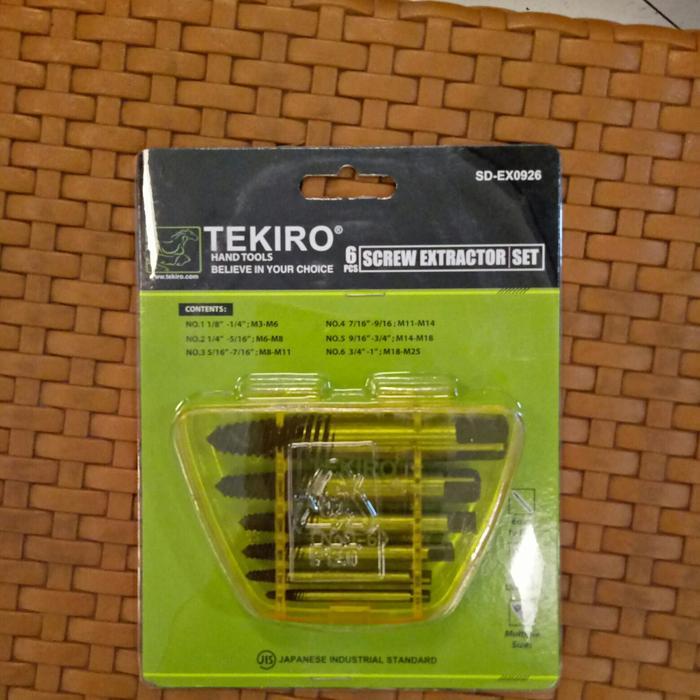 SD-EX0926
TEKIRO®
HAND TOOLS
BELIEVE IN YOUR CHOICE
6 PCS SCREW EXTRACTOR SET
www.tekiro.com
CONTENTS:
NO.1 1/8" -1/4" ; M3-M6
NO.2 1/4" -5/16" ; M6-M8
NO.3 5/16" -7/16" ; M8-M11
NO.4 7/16" -9/16 ; M11-M14
NO.5 9/16" -3/4" ; M14-M18
NO.6 3/4" -1" ; M18-M25
TEKIRO
Multiple
Sizes
JIS JAPANESE INDUSTRIAL STANDARD